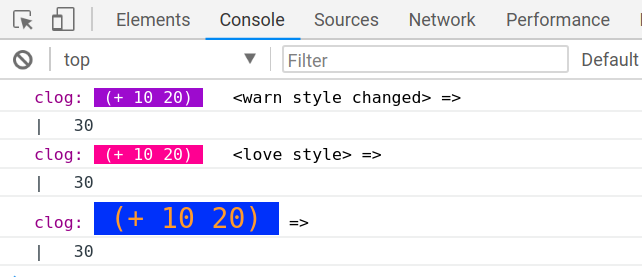 Elements Console Sources Network Performance
top Filter Default
clog: (+ 10 20) <warn style changed> =>
| 30
clog: (+ 10 20) <love style> =>
| 30
clog: (+ 10 20) =>
| 30